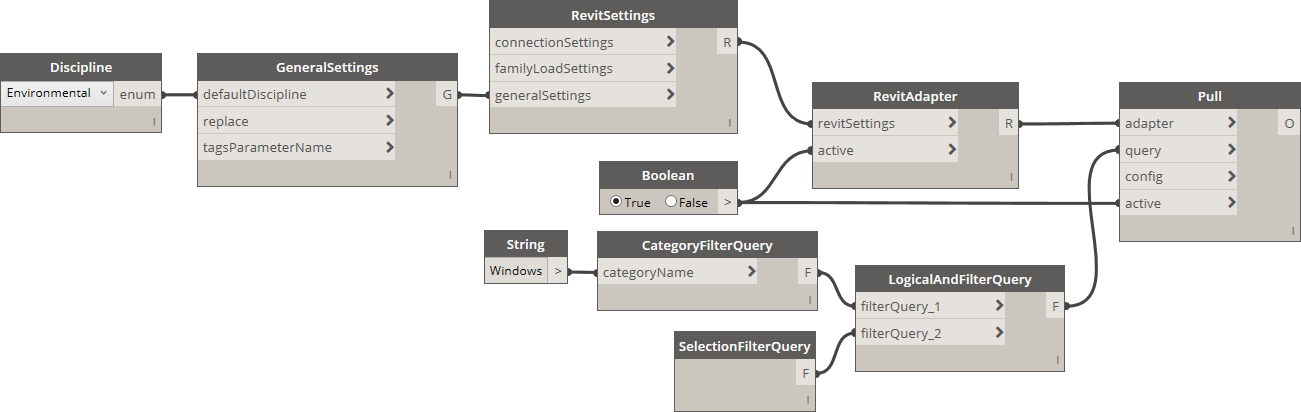 Discipline
Environmental
enum
I
GeneralSettings
defaultDiscipline
G
replace
tagsParameterName
I
RevitSettings
connectionSettings
R
familyLoadSettings
generalSettings
I
Boolean
True
False
>
RevitAdapter
revitSettings
R
active
I
String
Windows
>
CategoryFilterQuery
categoryName
F
I
SelectionFilterQuery
F
I
LogicalAndFilterQuery
filterQuery_1
F
filterQuery_2
I
Pull
adapter
O
query
config
active
I